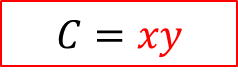 C = xy